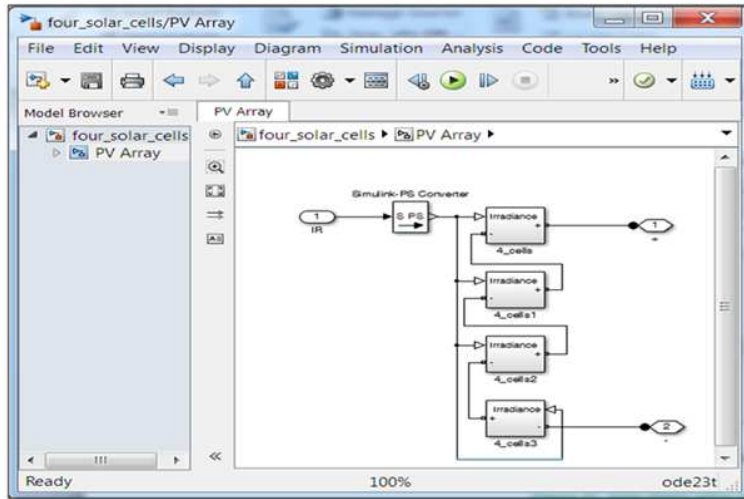 four_solar_cells/PV Array
File Edit View Display Diagram Simulation Analysis Code Tools Help
Model Browser
PV Array
four_solar_cells
four_solar_cells PV Array
PV Array
Simulink-PS Converter
1
IR
S PS
Irradiance
+
-
4_cells
1
+
Irradiance
+
-
4_cells1
Irradiance
+
-
4_cells2
Irradiance
+
-
4_cells3
2
-
Ready
100%
ode23t